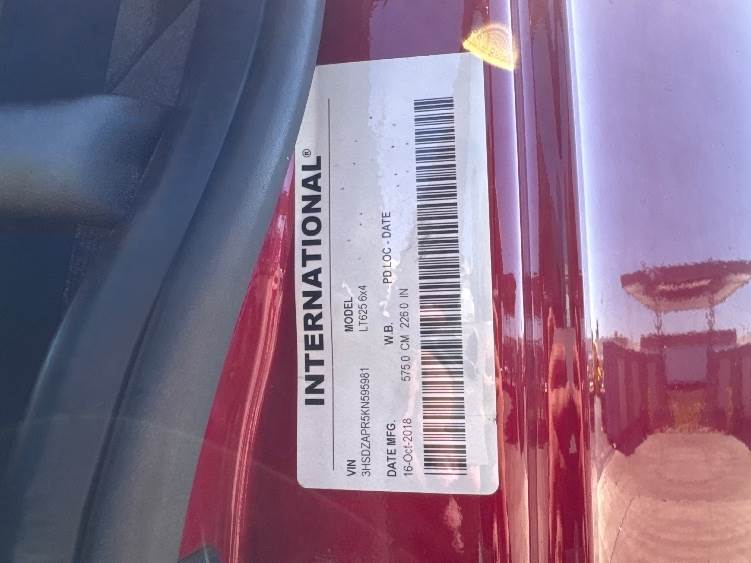 INTERNATIONAL®
VIN MODEL
3HSDZAPR5KN595981 LT625 6x4
DATE MFG. W.B. PD LOC - DATE
16-Oct-2018 575.0 CM 226.0 IN